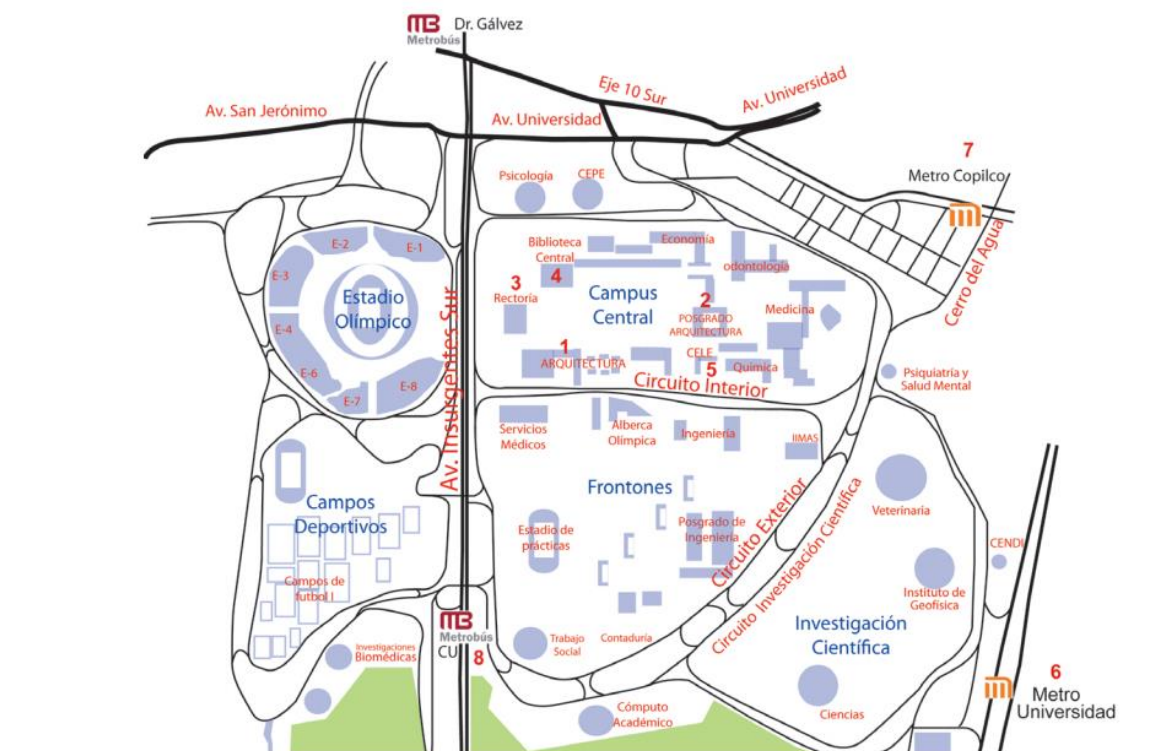 MB Dr. Gálvez
Metrobús
Eje 10 Sur
Av. Universidad
Av. San Jerónimo
Av. Universidad
7
Metro Copilco
Psicología
CEPE
Cerro del Agua
E-2
E-1
E-3
E-4
E-6
E-7
E-8
Estadio
Olímpico
Av. Insurgentes Sur
Biblioteca
Central
4
Economía
odontología
3
Rectoría
Campus
Central
2
POSGRADO
ARQUITECTURA
Medicina
1
ARQUITECTURA
CELE
5
Química
Circuito Interior
Psiquiatría y
Salud Mental
Servicios
Médicos
Alberca
Olímpica
Ingeniería
IIMAS
Frontones
Campos
Deportivos
Campos de
futbol I
Estadio de
prácticas
Posgrado de
Ingeniería
Circuito Exterior
Circuito Investigación Científica
Veterinaria
CENDI
Instituto de
Geofísica
Investigación
Científica
MB
Metrobús
CU
8
Investigaciones
Biomédicas
Trabajo
Social
Contaduría
6
Metro
Universidad
Ciencias
Cómputo
Académico